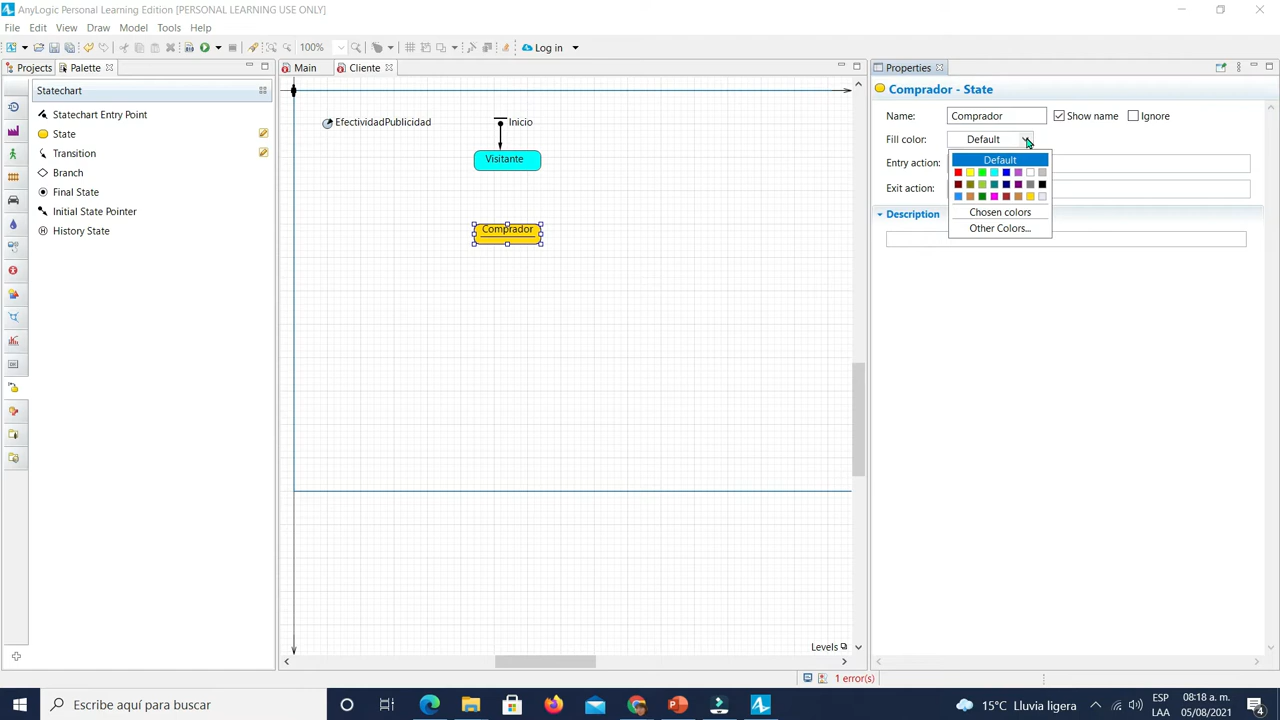 AnyLogic Personal Learning Edition [PERSONAL LEARNING USE ONLY]
File Edit View Draw Model Tools Help
100% Log in
Projects Palette
Main Cliente
Properties
Statechart
Statechart Entry Point
State
Transition
Branch
Final State
Initial State Pointer
History State
EfectividadPublicidad
Inicio
Visitante
Comprador
Levels
Comprador - State
Name: Comprador Show name Ignore
Fill color: Default
Default
Entry action:
Exit action:
Chosen colors
Other Colors...
Description
1 error(s)
Escribe aquí para buscar
15°C Lluvia ligera
ESP
LAA
08:18 a. m.
05/08/2021
4